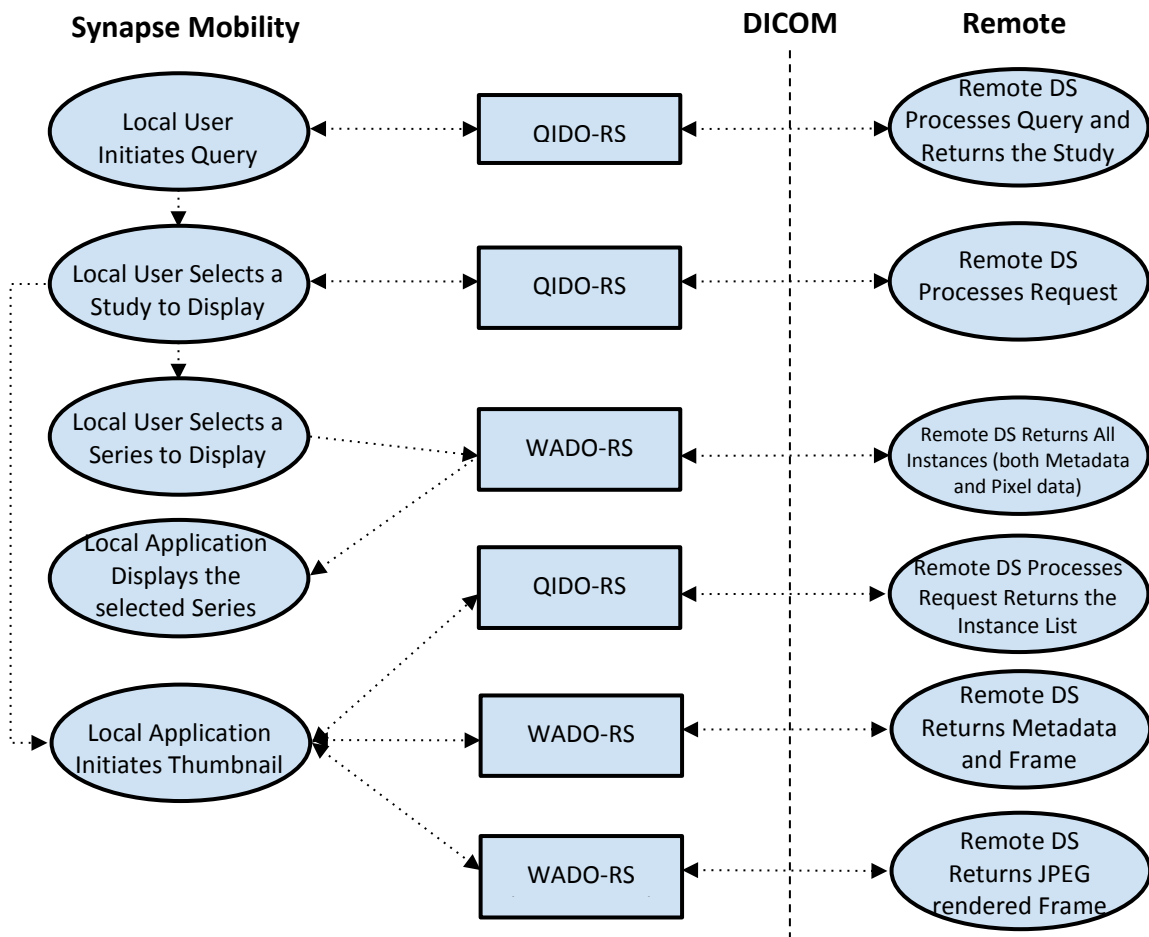 Synapse Mobility
DICOM
Remote
Local User
Initiates Query
QIDO-RS
Remote DS
Processes Query and
Returns the Study
Local User Selects a
Study to Display
QIDO-RS
Remote DS
Processes Request
Local User Selects a
Series to Display
WADO-RS
Remote DS Returns All
Instances (both Metadata
and Pixel data)
Local Application
Displays the
selected Series
QIDO-RS
Remote DS Processes
Request Returns the
Instance List
Local Application
Initiates Thumbnail
WADO-RS
Remote DS
Returns Metadata
and Frame
WADO-RS
Remote DS
Returns JPEG
rendered Frame